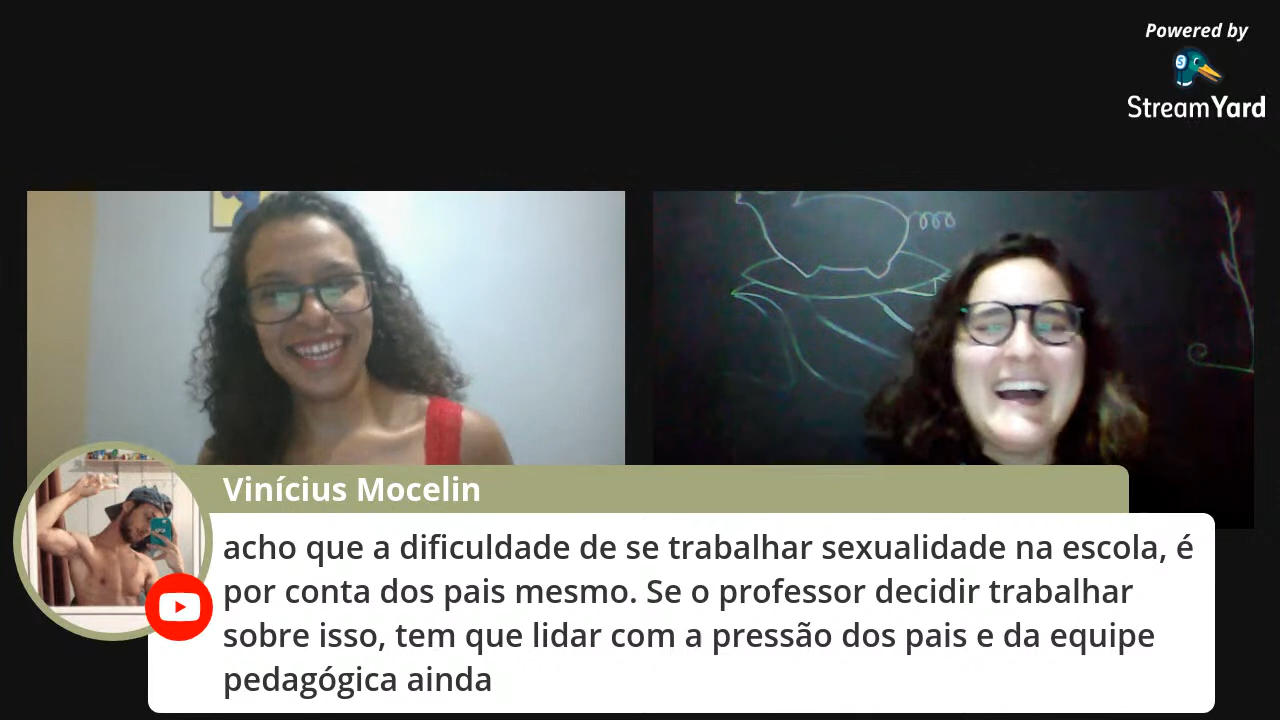 Powered by
StreamYard
Vinícius Mocelin
acho que a dificuldade de se trabalhar sexualidade na escola, é
por conta dos pais mesmo. Se o professor decidir trabalhar
sobre isso, tem que lidar com a pressão dos pais e da equipe
pedagógica ainda